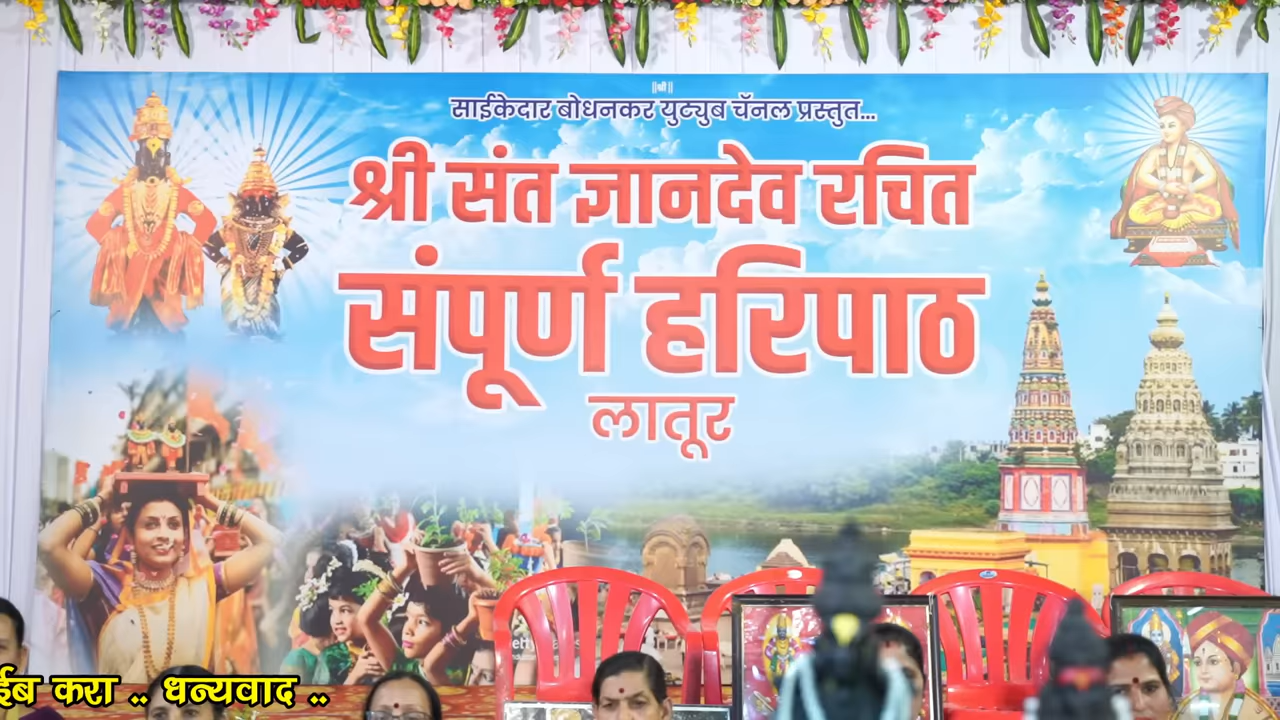 ॥श्री॥
साईकेदार बोधनकर युट्युब चॅनल प्रस्तुत...
श्री संत ज्ञानदेव रचित
संपूर्ण हरिपाठ
लातूर
ईब करा .. धन्यवाद ..